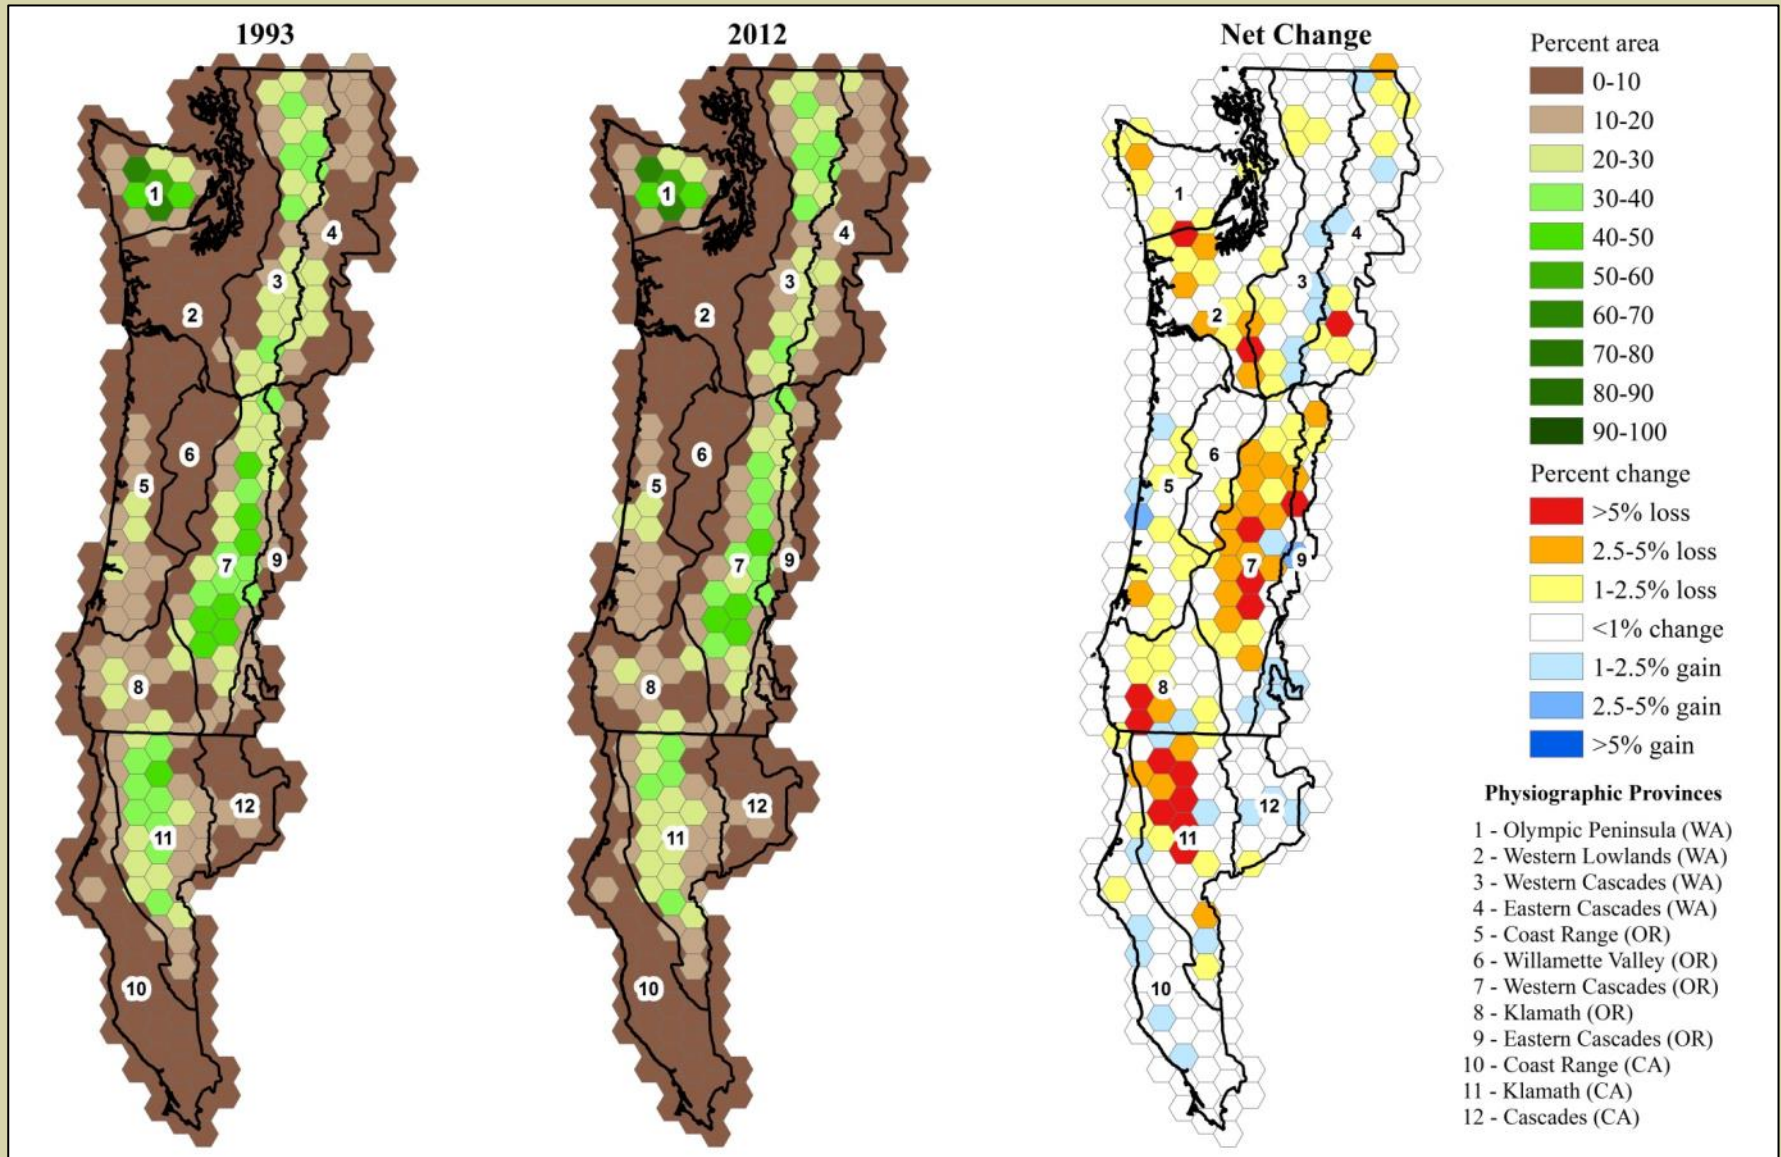 1993
2012
Net Change
1
2
3
4
5
6
7
8
9
10
11
12
1
2
3
4
5
6
7
8
9
10
11
12
1
2
3
4
5
6
7
8
9
10
11
12
Percent area
0-10
10-20
20-30
30-40
40-50
50-60
60-70
70-80
80-90
90-100
Percent change
>5% loss
2.5-5% loss
1-2.5% loss
<1% change
1-2.5% gain
2.5-5% gain
>5% gain
Physiographic Provinces
1 - Olympic Peninsula (WA)
2 - Western Lowlands (WA)
3 - Western Cascades (WA)
4 - Eastern Cascades (WA)
5 - Coast Range (OR)
6 - Willamette Valley (OR)
7 - Western Cascades (OR)
8 - Klamath (OR)
9 - Eastern Cascades (OR)
10 - Coast Range (CA)
11 - Klamath (CA)
12 - Cascades (CA)